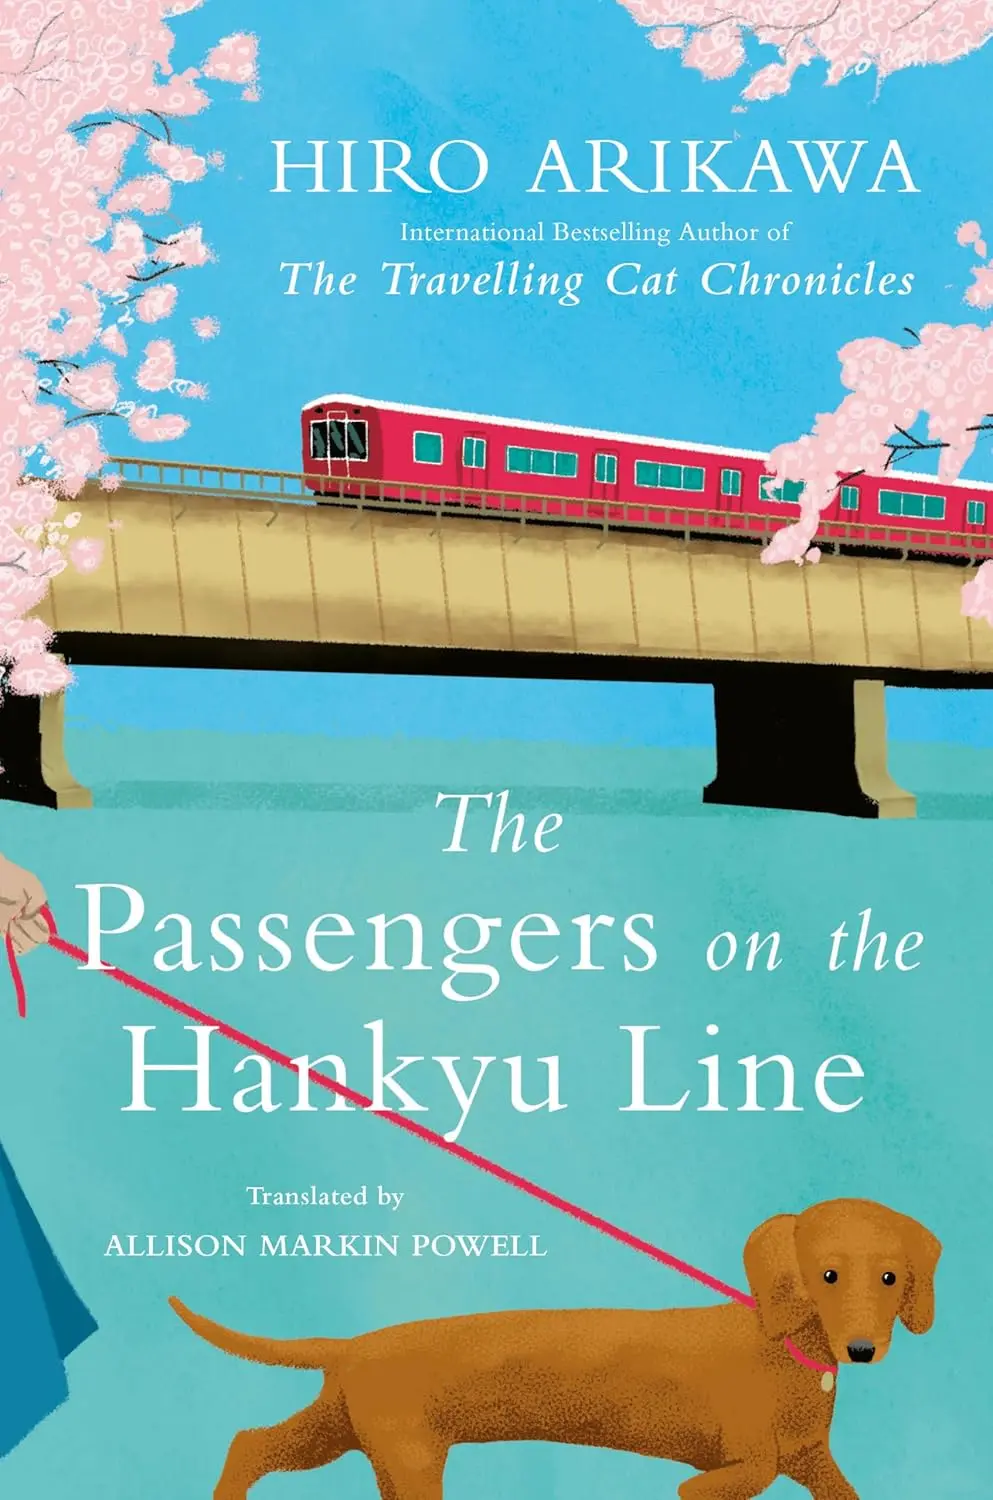 HIRO ARIKAWA
International Bestselling Author of
The Travelling Cat Chronicles
The
Passengers on the
Hankyu Line
Translated by
ALLISON MARKIN POWELL